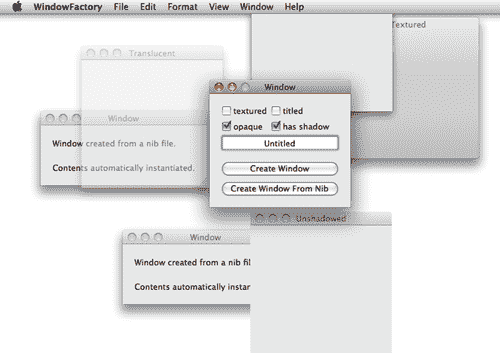 WindowFactory File Edit Format View Window Help
Textured
Translucent
Window
textured titled
opaque has shadow
Untitled
Create Window
Create Window From Nib
Window
Window created from a nib file.
Contents automatically instantiated.
Unshadowed
Window
Window created from a nib fil
Contents automatically instan